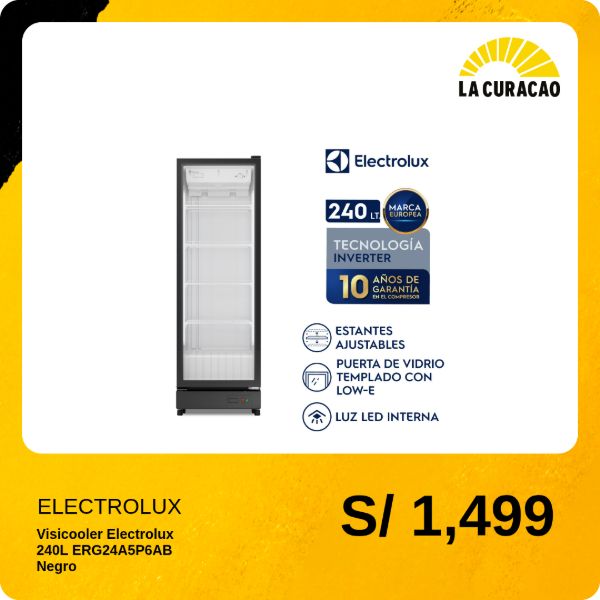 LA CURACAO
Electrolux
240 LT
MARCA
EUROPEA
TECNOLOGÍA
INVERTER
10 AÑOS DE
GARANTÍA
EN EL COMPRESOR
ESTANTES
AJUSTABLES
PUERTA DE VIDRIO
TEMPLADO CON
LOW-E
LUZ LED INTERNA
ELECTROLUX
S/ 1,499
Visicooler Electrolux
240L ERG24A5P6AB
Negro